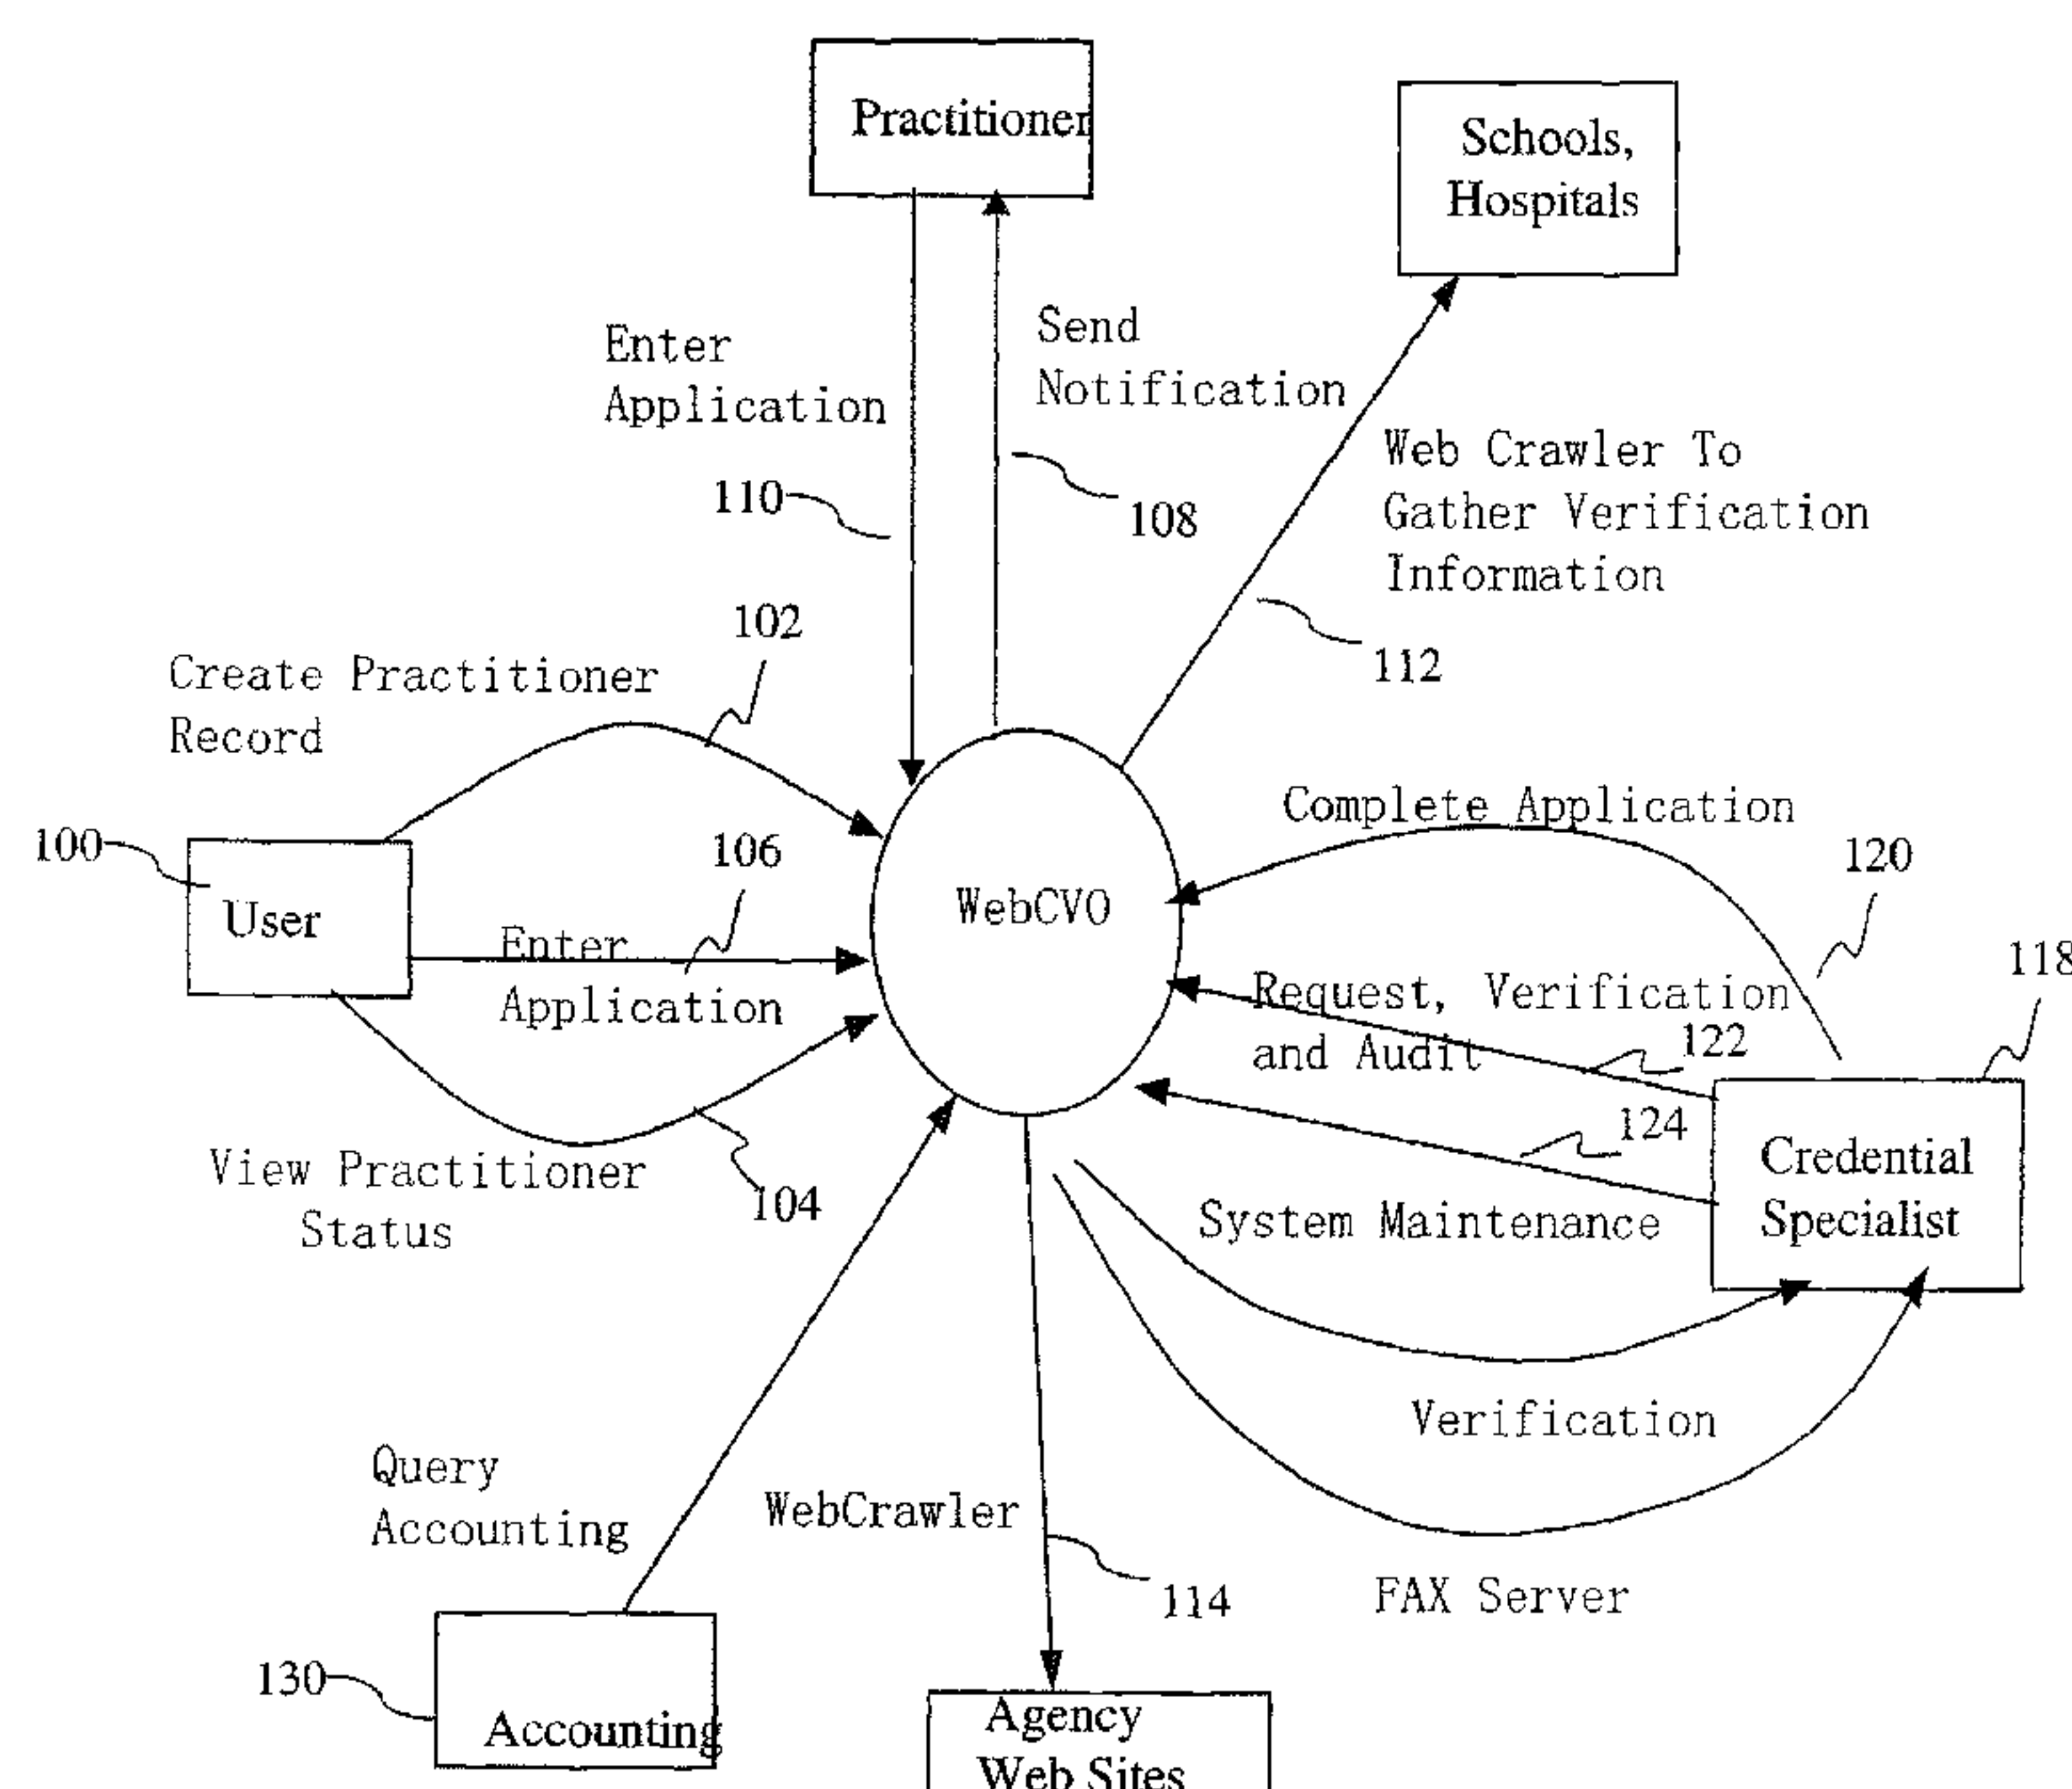 Practitioner
Schools,
Hospitals
Enter
Application
Send
Notification
110
108
Web Crawler To
Gather Verification
Information
112
102
Create Practitioner
Record
100
User
106
Enter
Application
WebCVO
Complete Application
120
118
Request, Verification
and Audit
122
124
Credential
Specialist
View Practitioner
Status
104
System Maintenance
Verification
Query
Accounting
WebCrawler
114
FAX Server
130
Accounting
Agency
Web Sites